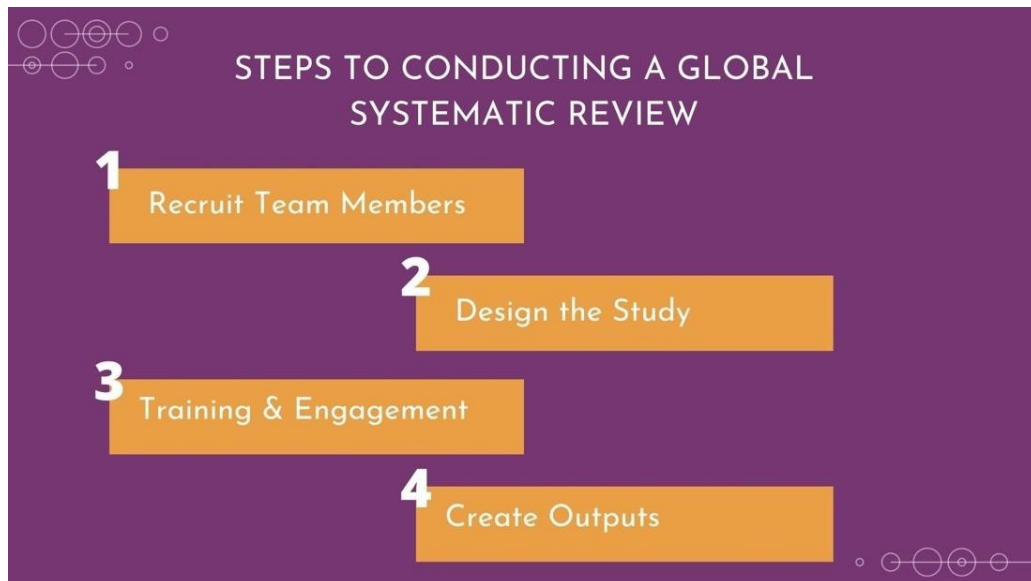 STEPS TO CONDUCTING A GLOBAL
SYSTEMATIC REVIEW
1
Recruit Team Members
2
Design the Study
3
Training & Engagement
4
Create Outputs